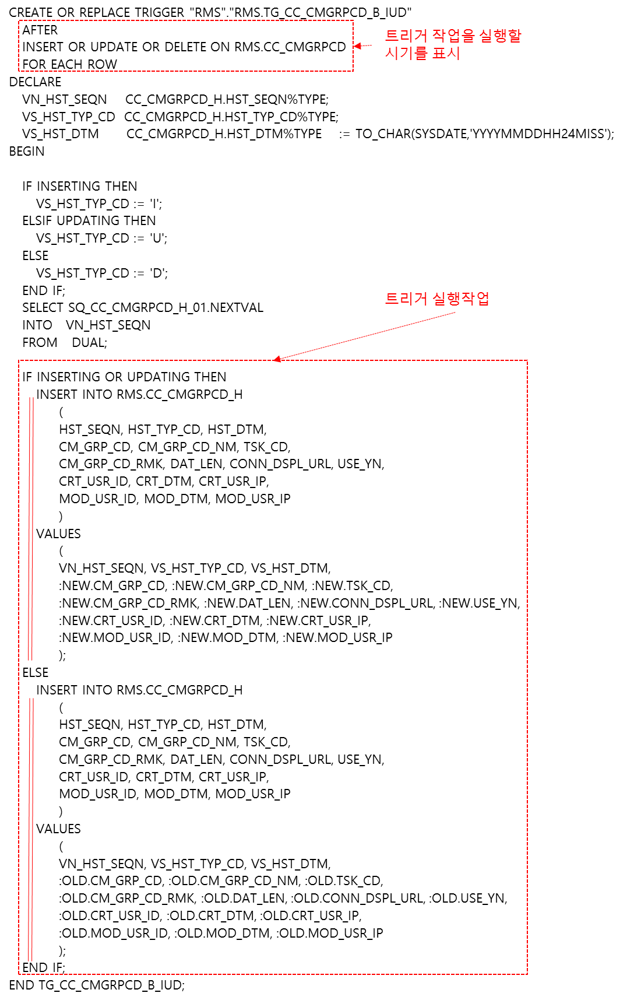 CREATE OR REPLACE TRIGGER "RMS"."RMS.TG_CC_CMGRPCD_B_IUD"
AFTER
INSERT OR UPDATE OR DELETE ON RMS.CC_CMGRPCD
FOR EACH ROW
트리거 작업을 실행할
시기를 표시
DECLARE
VN_HST_SEQN CC_CMGRPCD_H.HST_SEQN%TYPE;
VS_HST_TYP_CD CC_CMGRPCD_H.HST_TYP_CD%TYPE;
VS_HST_DTM CC_CMGRPCD_H.HST_DTM%TYPE := TO_CHAR(SYSDATE,'YYYYMMDDHH24MISS');
BEGIN
IF INSERTING THEN
VS_HST_TYP_CD := 'I';
ELSIF UPDATING THEN
VS_HST_TYP_CD := 'U';
ELSE
VS_HST_TYP_CD := 'D';
END IF;
SELECT SQ_CC_CMGRPCD_H_01.NEXTVAL
INTO VN_HST_SEQN
FROM DUAL;
트리거 실행작업
IF INSERTING OR UPDATING THEN
INSERT INTO RMS.CC_CMGRPCD_H
(
HST_SEQN, HST_TYP_CD, HST_DTM,
CM_GRP_CD, CM_GRP_CD_NM, TSK_CD,
CM_GRP_CD_RMK, DAT_LEN, CONN_DSPL_URL, USE_YN,
CRT_USR_ID, CRT_DTM, CRT_USR_IP,
MOD_USR_ID, MOD_DTM, MOD_USR_IP
)
VALUES
(
VN_HST_SEQN, VS_HST_TYP_CD, VS_HST_DTM,
:NEW.CM_GRP_CD, :NEW.CM_GRP_CD_NM, :NEW.TSK_CD,
:NEW.CM_GRP_CD_RMK, :NEW.DAT_LEN, :NEW.CONN_DSPL_URL, :NEW.USE_YN,
:NEW.CRT_USR_ID, :NEW.CRT_DTM, :NEW.CRT_USR_IP,
:NEW.MOD_USR_ID, :NEW.MOD_DTM, :NEW.MOD_USR_IP
);
ELSE
INSERT INTO RMS.CC_CMGRPCD_H
(
HST_SEQN, HST_TYP_CD, HST_DTM,
CM_GRP_CD, CM_GRP_CD_NM, TSK_CD,
CM_GRP_CD_RMK, DAT_LEN, CONN_DSPL_URL, USE_YN,
CRT_USR_ID, CRT_DTM, CRT_USR_IP,
MOD_USR_ID, MOD_DTM, MOD_USR_IP
)
VALUES
(
VN_HST_SEQN, VS_HST_TYP_CD, VS_HST_DTM,
:OLD.CM_GRP_CD, :OLD.CM_GRP_CD_NM, :OLD.TSK_CD,
:OLD.CM_GRP_CD_RMK, :OLD.DAT_LEN, :OLD.CONN_DSPL_URL, :OLD.USE_YN,
:OLD.CRT_USR_ID, :OLD.CRT_DTM, :OLD.CRT_USR_IP,
:OLD.MOD_USR_ID, :OLD.MOD_DTM, :OLD.MOD_USR_IP
);
END IF;
END TG_CC_CMGRPCD_B_IUD;